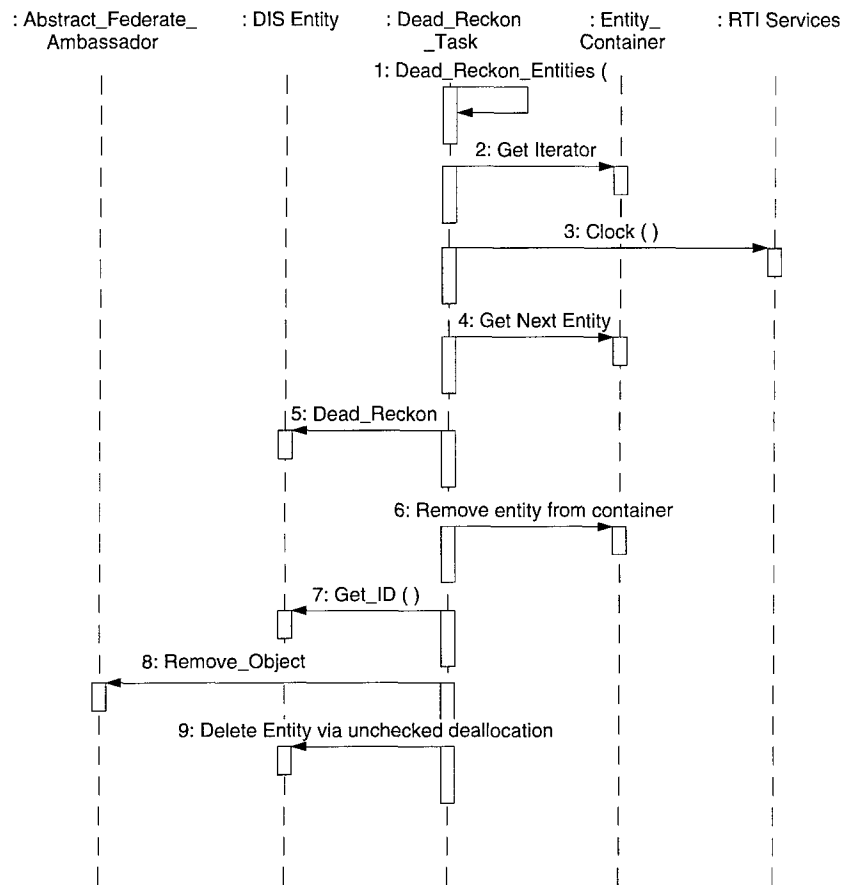 : Abstract_Federate_
Ambassador
: DIS Entity
: Dead_Reckon
_Task
: Entity_
Container
: RTI Services
1: Dead_Reckon_Entities (
2: Get Iterator
3: Clock ( )
4: Get Next Entity
5: Dead_Reckon
6: Remove entity from container
7: Get_ID ( )
8: Remove_Object
9: Delete Entity via unchecked deallocation